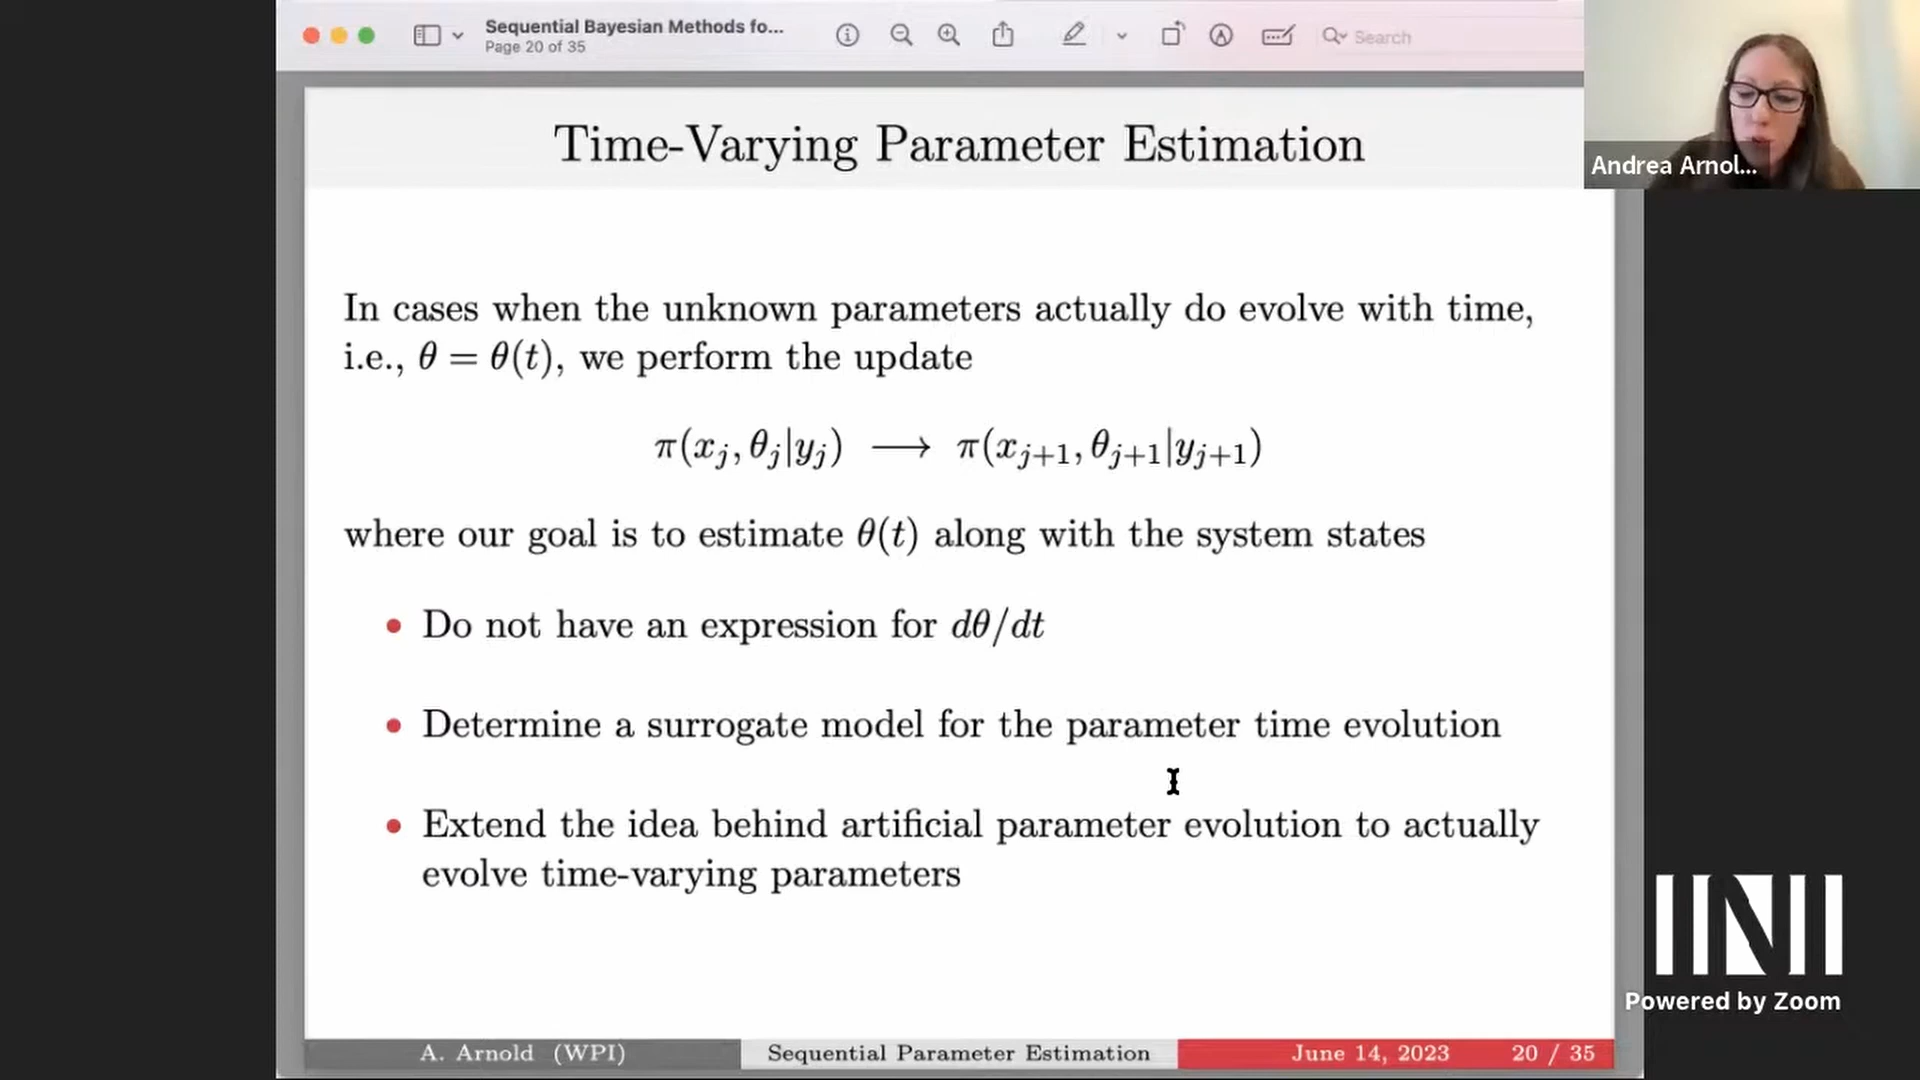 Sequential Bayesian Methods fo...
Page 20 of 35
Search
Andrea Arnol...
Time-Varying Parameter Estimation
In cases when the unknown parameters actually do evolve with time,
i.e., θ = θ(t), we perform the update
π(x_j, θ_j|y_j) ⟶ π(x_{j+1}, θ_{j+1}|y_{j+1})
where our goal is to estimate θ(t) along with the system states
• Do not have an expression for dθ/dt
• Determine a surrogate model for the parameter time evolution
• Extend the idea behind artificial parameter evolution to actually
evolve time-varying parameters
INI
Powered by Zoom
A. Arnold (WPI)
Sequential Parameter Estimation
June 14, 2023
20 / 35